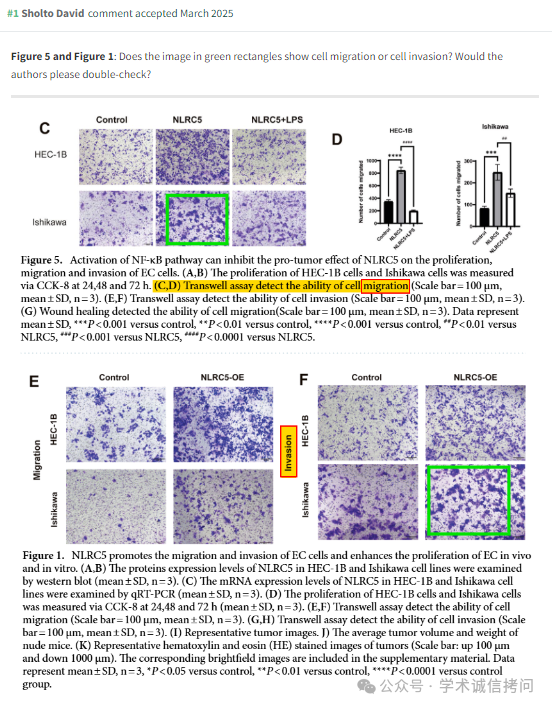 #1 Sholto David comment accepted March 2025
Figure 5 and Figure 1: Does the image in green rectangles show cell migration or cell invasion? Would the
authors please double-check?
C
Control
NLRC5
NLRC5+LPS
HEC-1B
Ishikawa
D
HEC-1B
Number of cells migrated
1000
800
600
400
200
0
****
****
Control
NLRC5
NLRC5+LPS
Ishikawa
Number of cells migrated
300
200
100
0
***
##
Control
NLRC5
NLRC5+LPS
Figure 5. Activation of NF-κB pathway can inhibit the pro-tumor effect of NLRC5 on the proliferation,
migration and invasion of EC cells. (A,B) The proliferation of HEC-1B cells and Ishikawa cells was measured
via CCK-8 at 24,48 and 72 h. (C,D) Transwell assay detect the ability of cell migration (Scale bar = 100 μm,
mean ± SD, n = 3). (E,F) Transwell assay detect the ability of cell invasion (Scale bar = 100 μm, mean ± SD, n = 3).
(G) Wound healing detected the ability of cell migration(Scale bar = 100 μm, mean ± SD, n = 3). Data represent
mean ± SD, ***P < 0.001 versus control, **P < 0.01 versus control, ****P < 0.001 versus control, ##P < 0.01 versus
NLRC5, ###P < 0.001 versus NLRC5, ####P < 0.0001 versus NLRC5.
E
Control
NLRC5-OE
Migration
HEC-1B
Ishikawa
F
Control
NLRC5-OE
Invasion
HEC-1B
Ishikawa
Figure 1. NLRC5 promotes the migration and invasion of EC cells and enhances the proliferation of EC in vivo
and in vitro. (A,B) The proteins expression levels of NLRC5 in HEC-1B and Ishikawa cell lines were examined
by western blot (mean ± SD, n = 3). (C) The mRNA expression levels of NLRC5 in HEC-1B and Ishikawa cell
lines were examined by qRT-PCR (mean ± SD, n = 3). (D) The proliferation of HEC-1B cells and Ishikawa cells
was measured via CCK-8 at 24,48 and 72 h (mean ± SD, n = 3). (E,F) Transwell assay detect the ability of cell
migration (Scale bar = 100 μm, mean ± SD, n = 3). (G,H) Transwell assay detect the ability of cell invasion (Scale
bar = 100 μm, mean ± SD, n = 3). (I) Representative tumor images. J) The average tumor volume and weight of
nude mice. (K) Representative hematoxylin and eosin (HE) stained images of tumors (Scale bar: up 100 μm
and down 1000 μm). The corresponding brightfield images are included in the supplementary material. Data
represent mean ± SD, n = 3, *P < 0.05 versus control, **P < 0.01 versus control, ****P < 0.0001 versus control
group.
公众号 · 学术诚信拷问